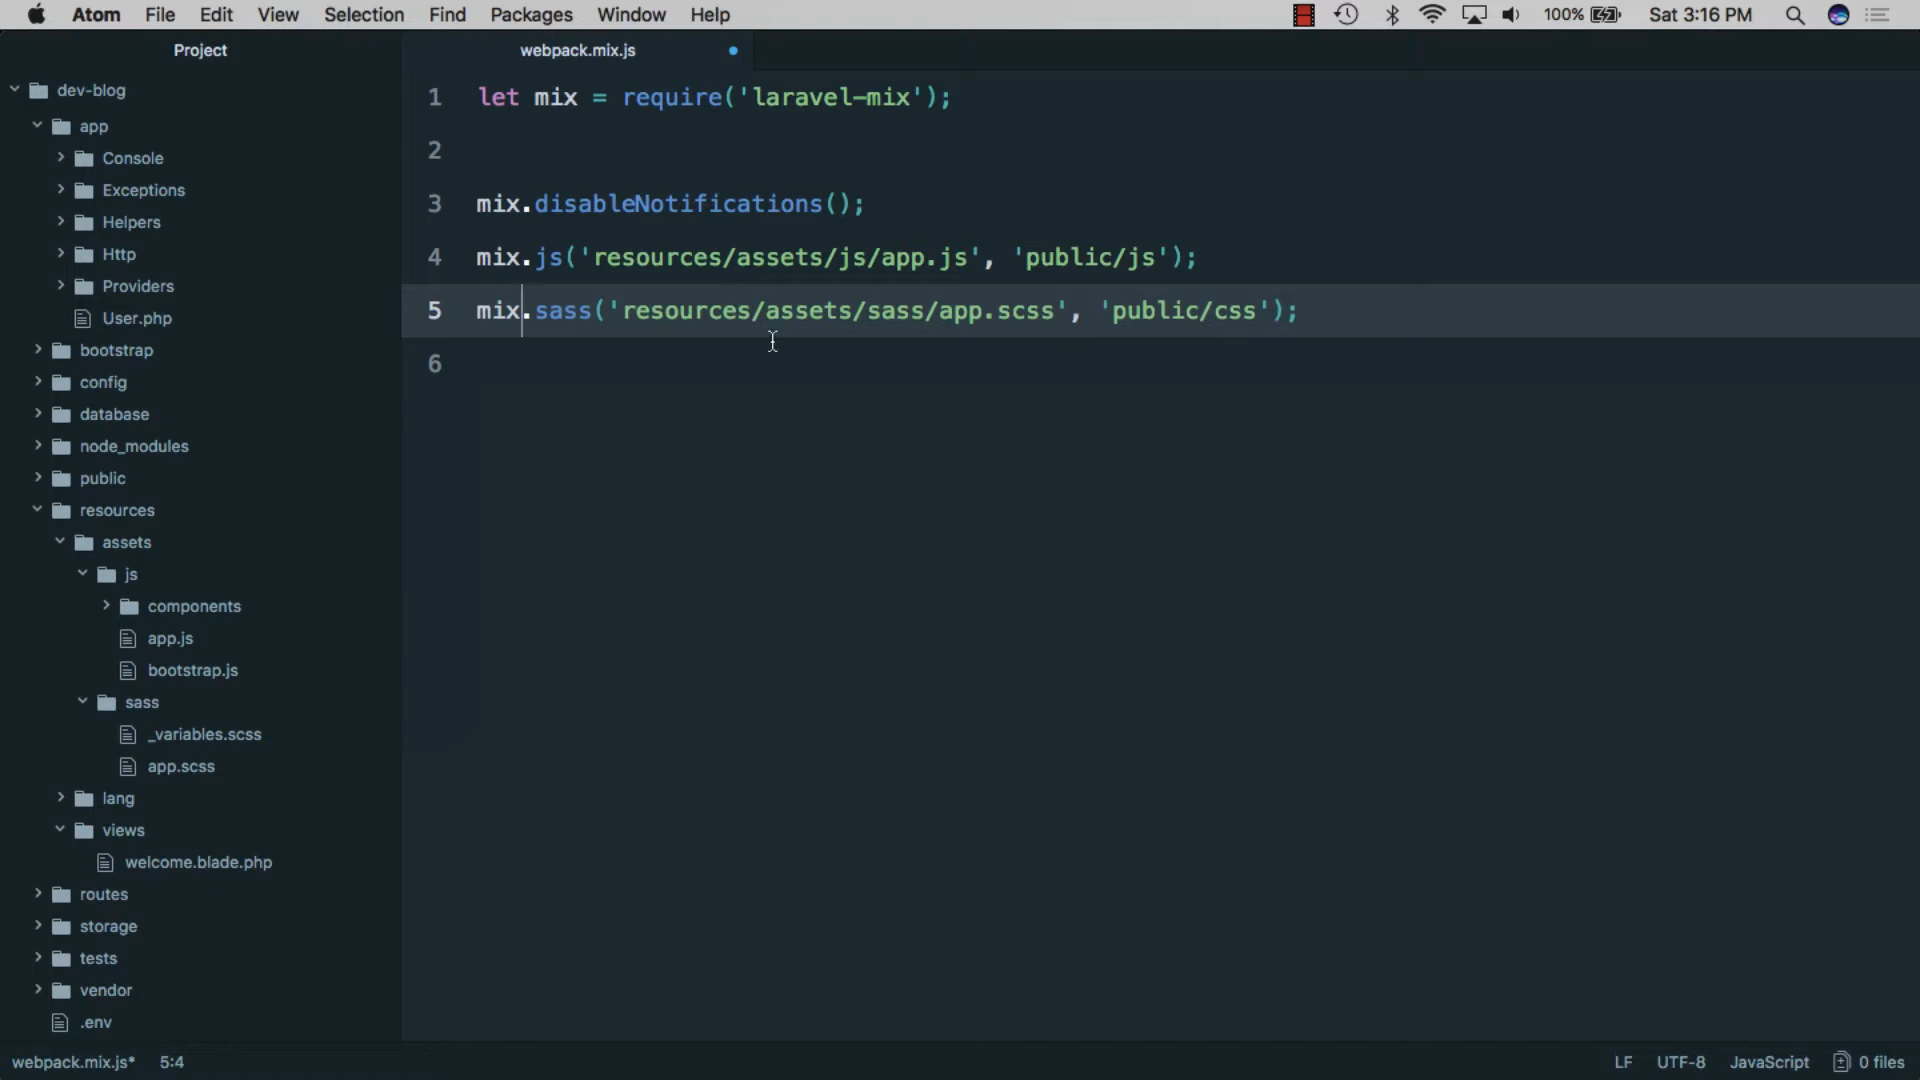 Atom File Edit View Selection Find Packages Window Help 100% Sat 3:16 PM
Project
webpack.mix.js
dev-blog
app
Console
Exceptions
Helpers
Http
Providers
User.php
bootstrap
config
database
node_modules
public
resources
assets
js
components
app.js
bootstrap.js
sass
_variables.scss
app.scss
lang
views
welcome.blade.php
routes
storage
tests
vendor
.env
1 let mix = require('laravel-mix');
2
3 mix.disableNotifications();
4 mix.js('resources/assets/js/app.js', 'public/js');
5 mix.sass('resources/assets/sass/app.scss', 'public/css');
6
webpack.mix.js* 5:4 LF UTF-8 JavaScript 0 files